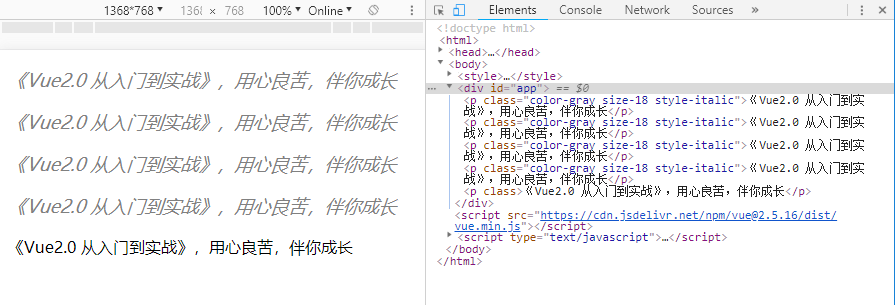 1368*768 ▼ 1368 × 768 100% ▼ Online ▼
Elements Console Network Sources »
《Vue2.0 从入门到实战》，用心良苦，伴你成长
《Vue2.0 从入门到实战》，用心良苦，伴你成长
《Vue2.0 从入门到实战》，用心良苦，伴你成长
《Vue2.0 从入门到实战》，用心良苦，伴你成长
《Vue2.0 从入门到实战》，用心良苦，伴你成长
<!doctype html>
<html>
<head>…</head>
<body>
<style>…</style>
<div id="app"> == $0
<p class="color-gray size-18 style-italic">《Vue2.0 从入门到实
战》，用心良苦，伴你成长</p>
<p class="color-gray size-18 style-italic">《Vue2.0 从入门到实
战》，用心良苦，伴你成长</p>
<p class="color-gray size-18 style-italic">《Vue2.0 从入门到实
战》，用心良苦，伴你成长</p>
<p class="color-gray size-18 style-italic">《Vue2.0 从入门到实
战》，用心良苦，伴你成长</p>
<p class>《Vue2.0 从入门到实战》，用心良苦，伴你成长</p>
</div>
<script src="https://cdn.jsdelivr.net/npm/vue@2.5.16/dist/
vue.min.js"></script>
<script type="text/javascript">…</script>
</body>
</html>